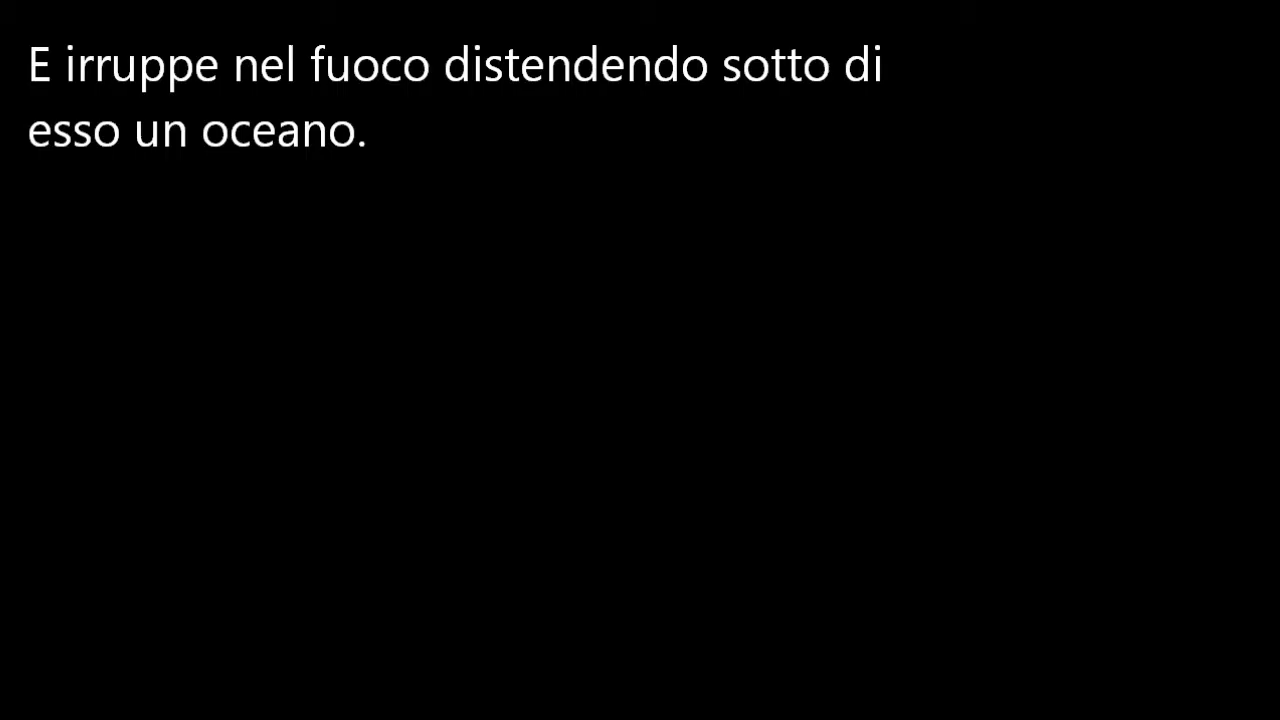 E irruppe nel fuoco distendendo sotto di
esso un oceano.